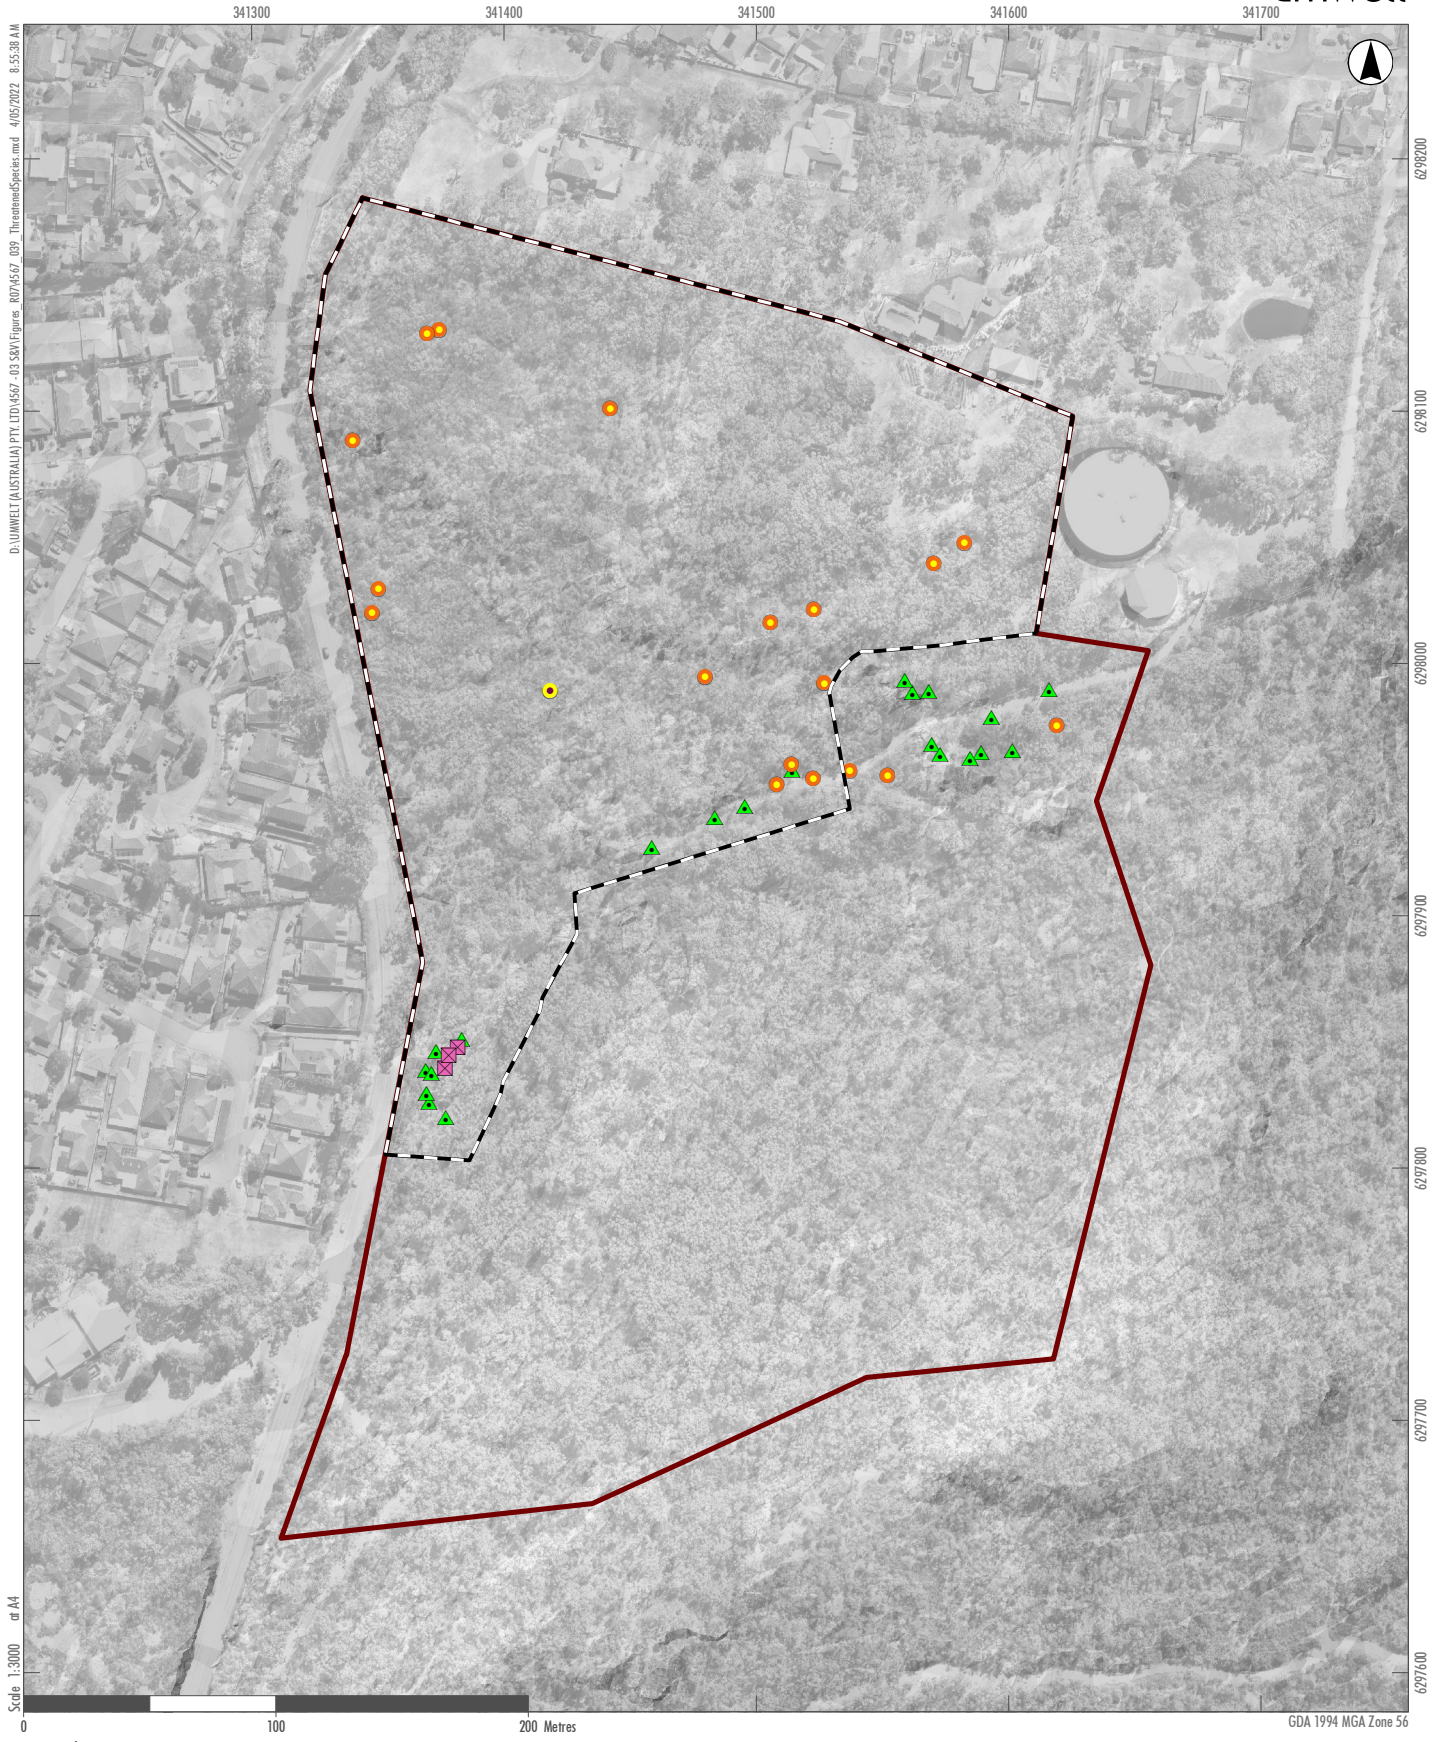 341300 341400 341500 341600 341700
D:\UMWELT (AUSTRALIA) PTY. LTD\4567 - 03 S&V\Figures_R07\4567_039_ThreatenedSpecies.mxd 4/05/2022 8:55:38 AM
6298200
6298100
6298000
6297900
6297800
6297700
6297600
Scale 1:3000 at A4
0 100 200 Metres
GDA 1994 MGA Zone 56